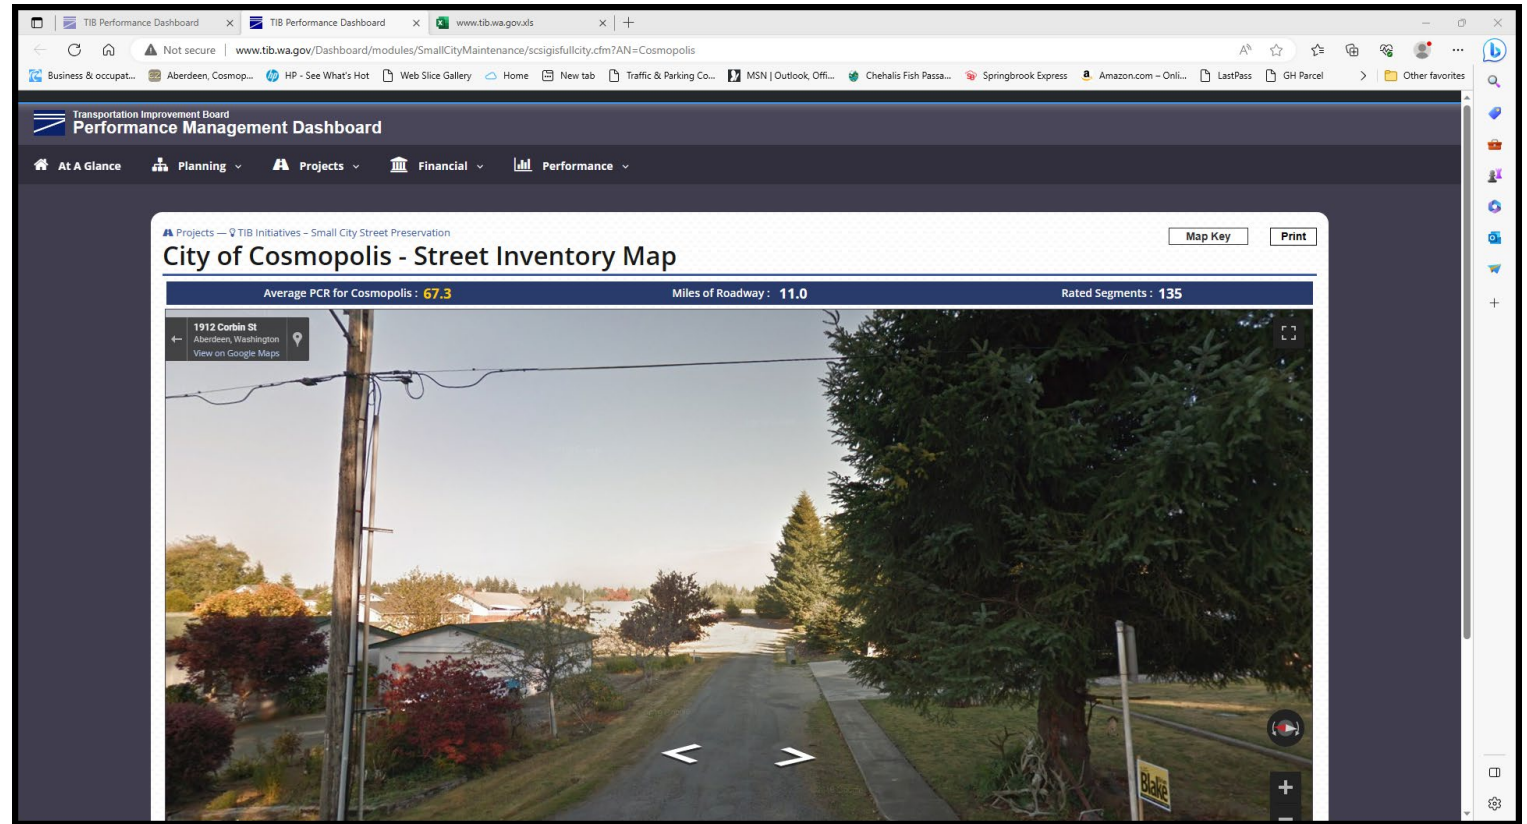 TIB Performance Dashboard
TIB Performance Dashboard
www.tib.wa.gov.xls
Not secure
www.tib.wa.gov/Dashboard/modules/SmallCityMaintenance/scsigisfullcity.cfm?AN=Cosmopolis
Business & occupat... Aberdeen, Cosmop... HP - See What's Hot Web Slice Gallery Home New tab Traffic & Parking Co... MSN | Outlook, Offi... Chehalis Fish Passa... Springbrook Express Amazon.com – Onli... LastPass GH Parcel Other favorites
Transportation Improvement Board
Performance Management Dashboard
At A Glance Planning Projects Financial Performance
Projects — TIB Initiatives – Small City Street Preservation
City of Cosmopolis - Street Inventory Map
Map Key Print
Average PCR for Cosmopolis : 67.3 Miles of Roadway : 11.0 Rated Segments : 135
1912 Corbin St
Aberdeen, Washington
View on Google Maps
Blake